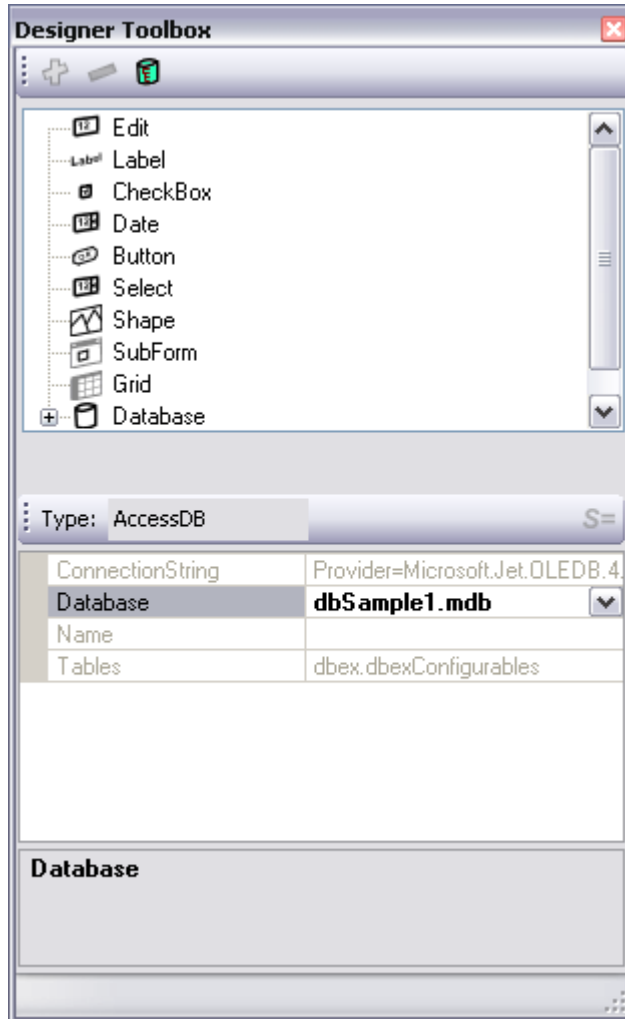 Designer Toolbox
Edit
Label Label
CheckBox
Date
Button
Select
Shape
SubForm
Grid
Database
Type: AccessDB S=
ConnectionString Provider=Microsoft.Jet.OLEDB.4.
Database dbSample1.mdb
Name
Tables dbex.dbexConfigurables
Database